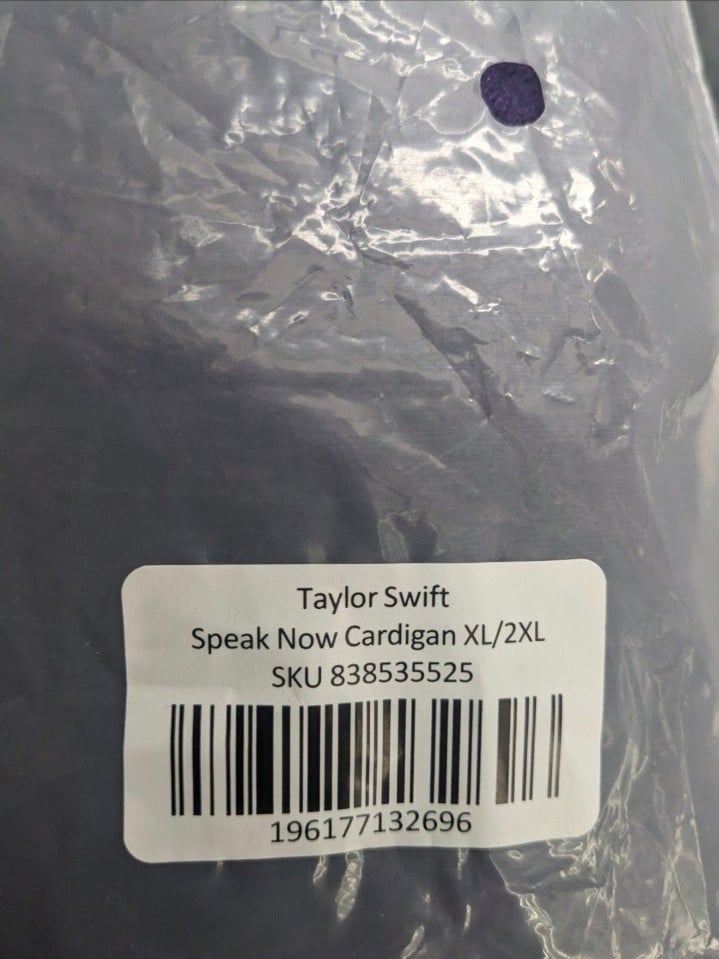 Taylor Swift
Speak Now Cardigan XL/2XL
SKU 838535525
196177132696